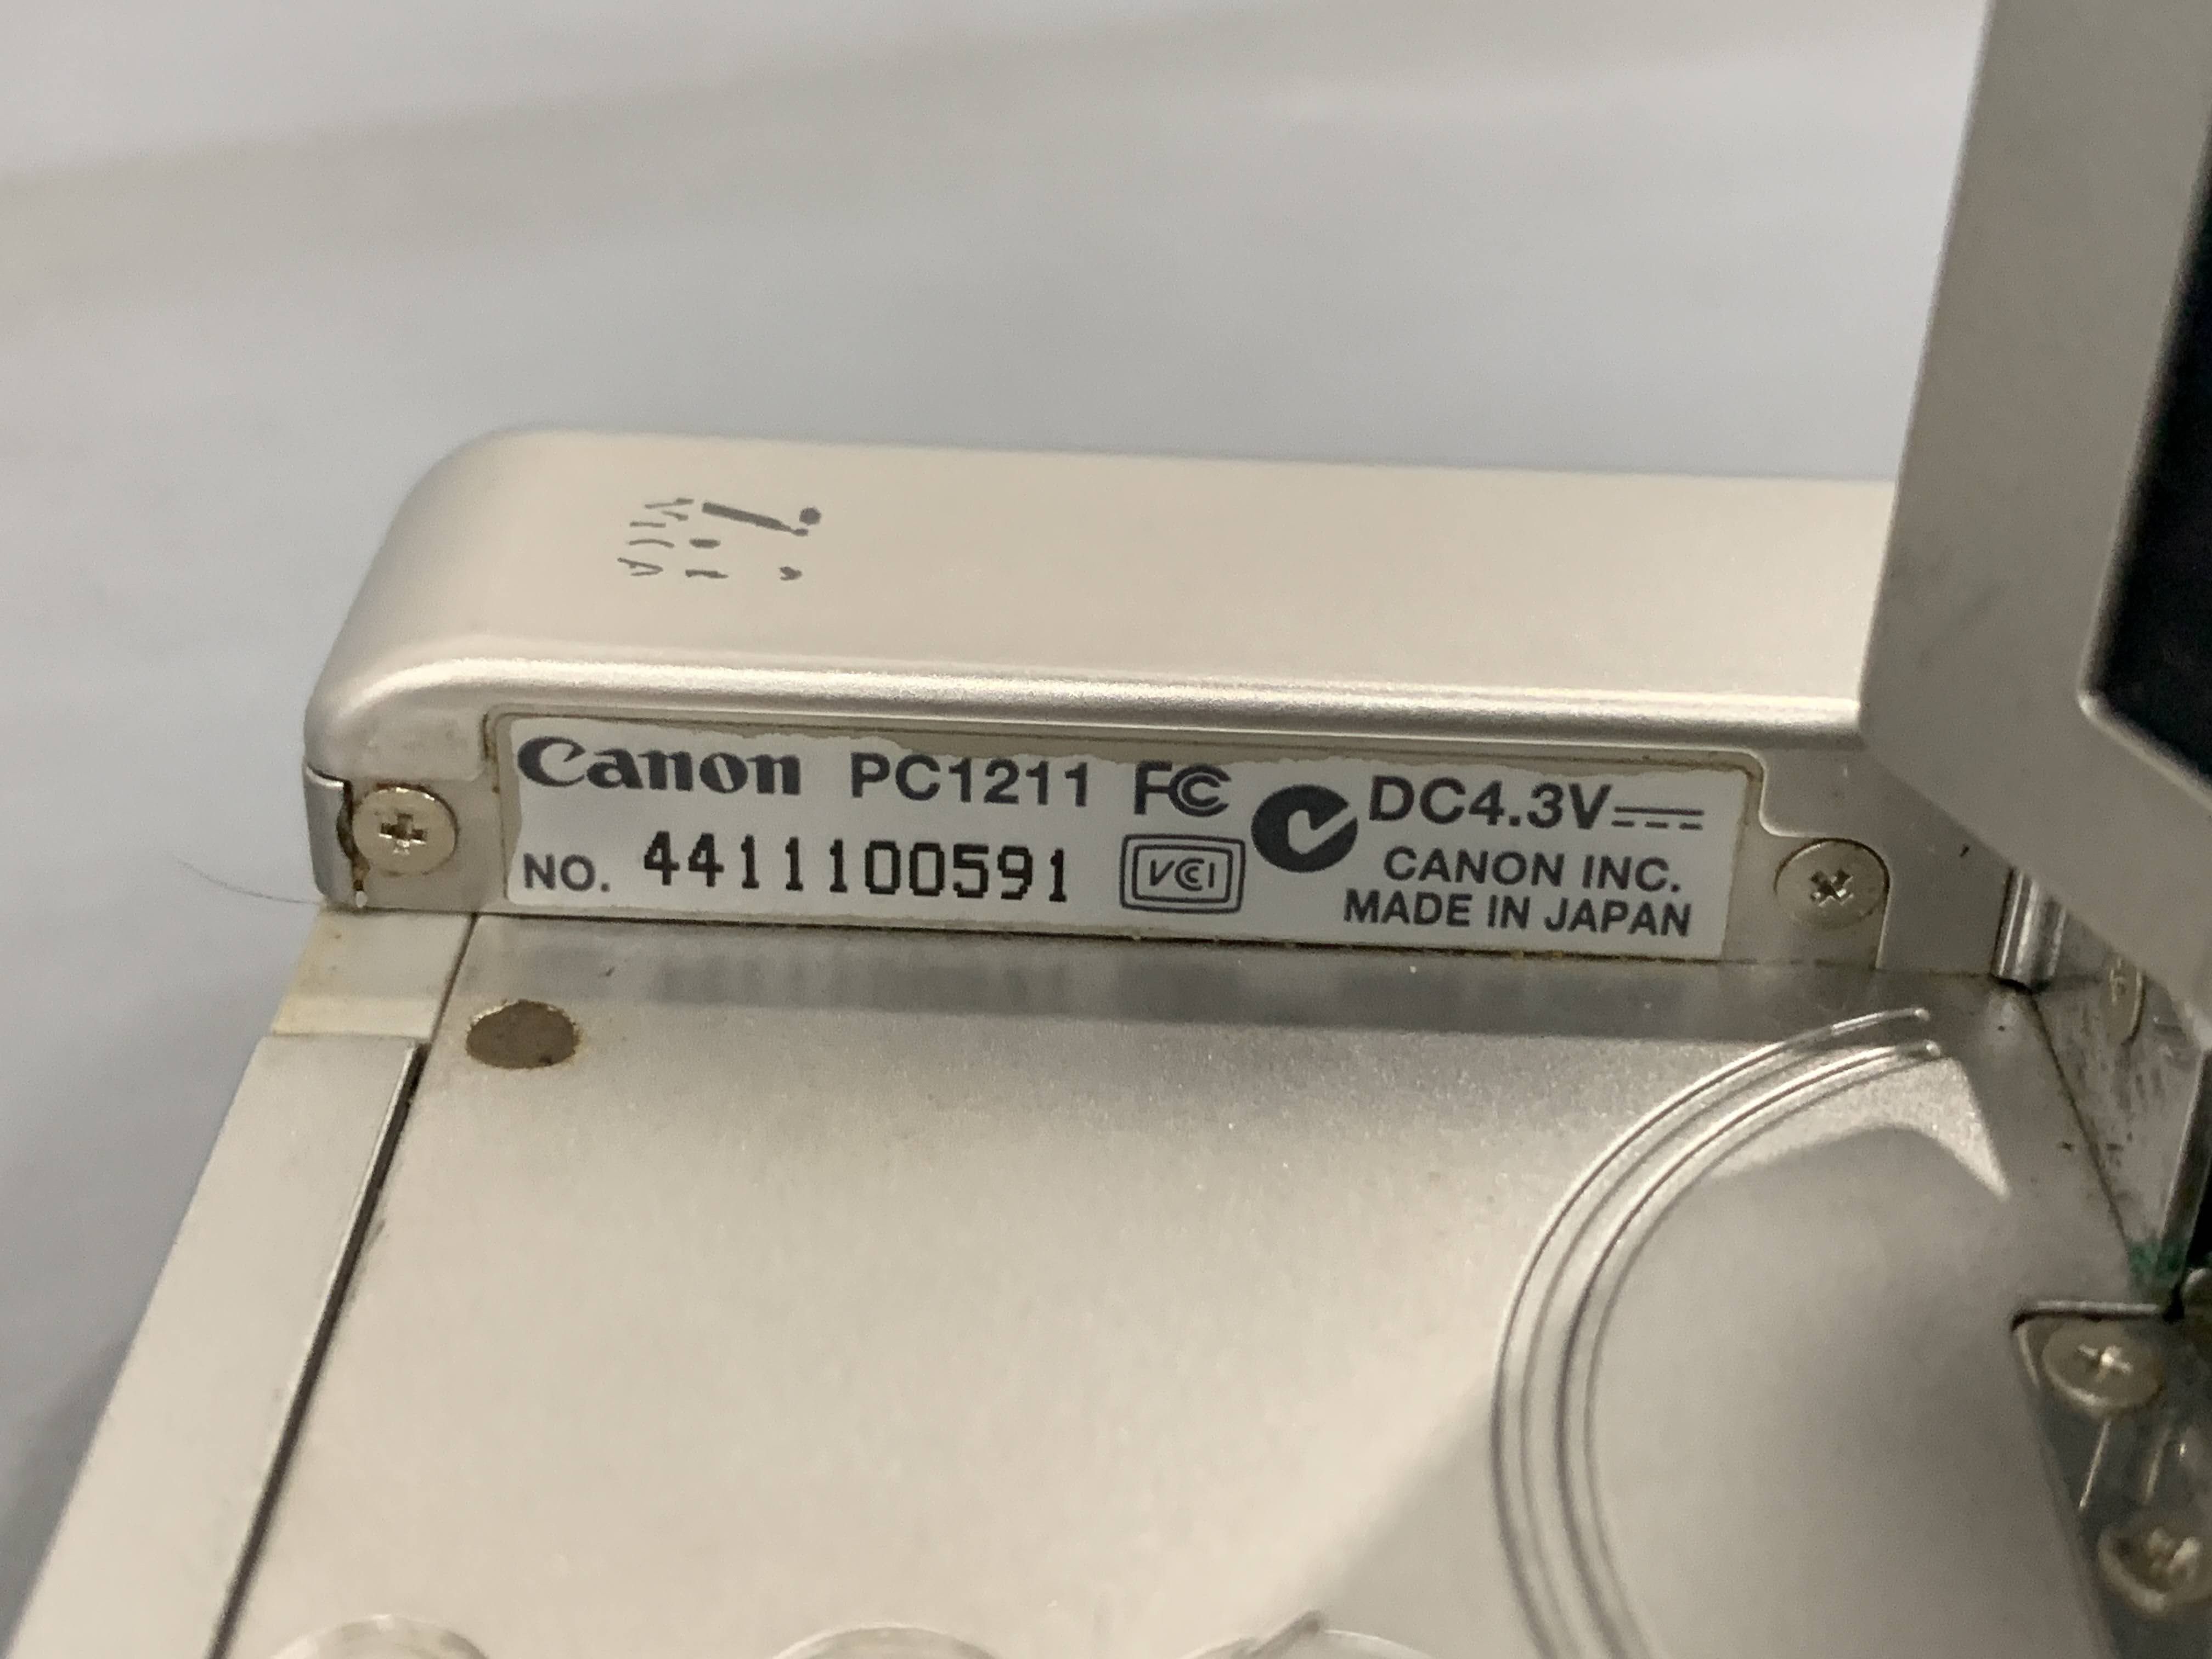 Canon PC1211 FC DC4.3V
NO. 4411100591 VCI CANON INC.
MADE IN JAPAN